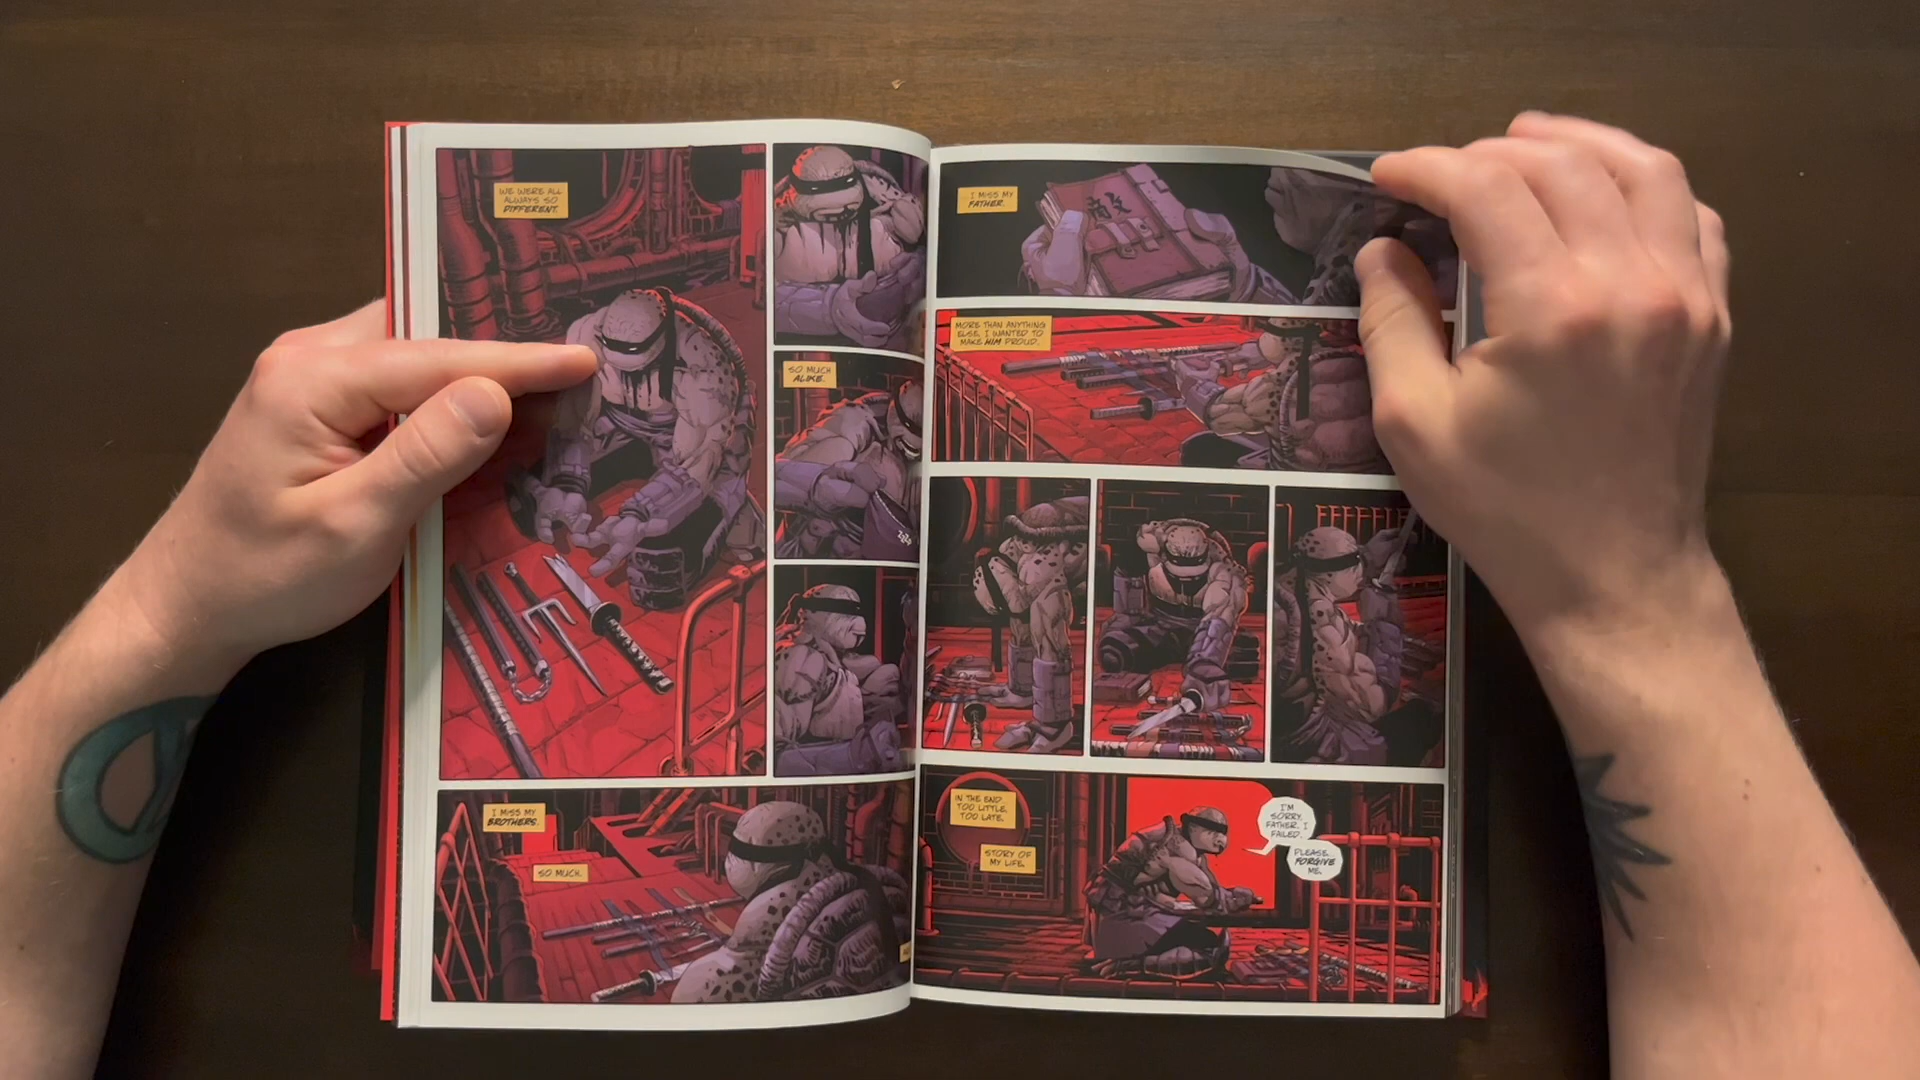 WE WERE ALL
ALWAYS SO
DIFFERENT.
SO MUCH
ALIKE.
I MISS MY
BROTHERS.
SO MUCH.
...I MISS MY
FATHER.
MORE THAN ANYTHING
ELSE, I WANTED TO
MAKE HIM PROUD.
IN THE END...
TOO LITTLE,
TOO LATE.
STORY OF
MY LIFE.
I'M
SORRY,
FATHER. I
FAILED.
PLEASE...
FORGIVE
ME.